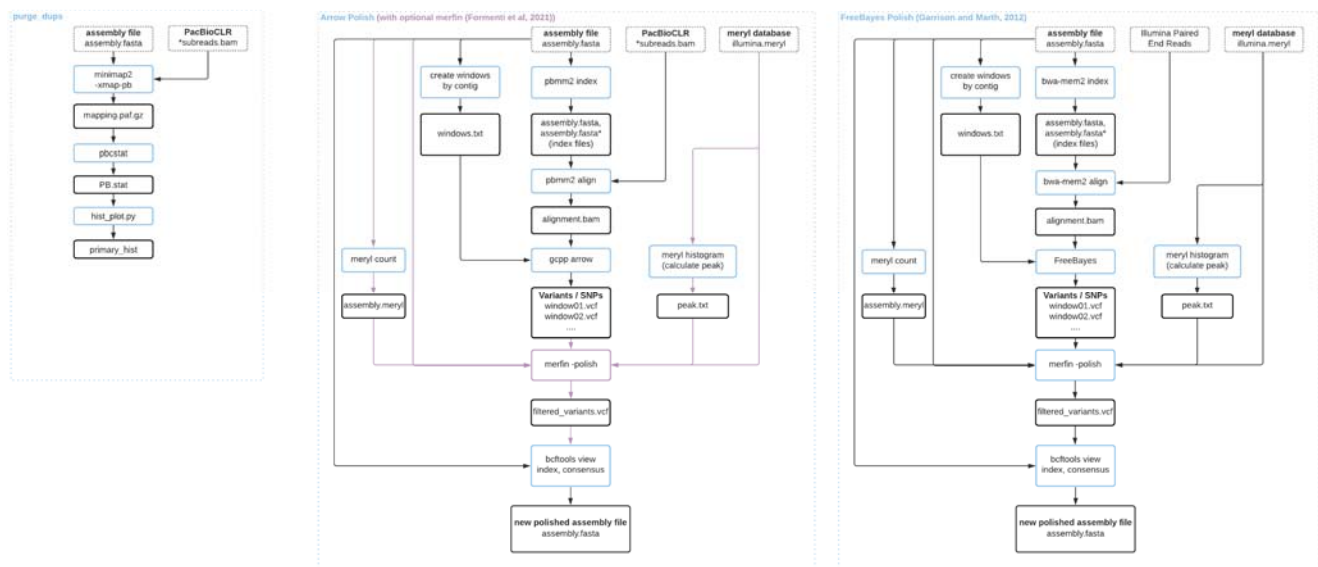 purge_dups
assembly file
assembly.fasta
PacBioCLR
*subreads.bam
minimap2
-xmap-pb
mapping.paf.gz
pbcstat
PB.stat
hist_plot.py
primary_hist
Arrow Polish (with optional merfin (Formenti et al, 2021))
assembly file
assembly.fasta
PacBioCLR
*subreads.bam
meryl database
illumina.meryl
create windows
by contig
pbmm2 index
windows.txt
assembly.fasta,
assembly.fasta*
(index files)
pbmm2 align
alignment.bam
meryl count
gcpp arrow
meryl histogram
(calculate peak)
assembly.meryl
Variants / SNPs
window01.vcf
window02.vcf
....
peak.txt
merfin -polish
filtered_variants.vcf
bcftools view
index, consensus
new polished assembly file
assembly.fasta
FreeBayes Polish (Garrison and Marth, 2012)
assembly file
assembly.fasta
Illumina Paired
End Reads
meryl database
illumina.meryl
create windows
by contig
bwa-mem2 index
windows.txt
assembly.fasta,
assembly.fasta*
(index files)
bwa-mem2 align
alignment.bam
meryl count
FreeBayes
meryl histogram
(calculate peak)
assembly.meryl
Variants / SNPs
window01.vcf
window02.vcf
....
peak.txt
merfin -polish
filtered_variants.vcf
bcftools view
index, consensus
new polished assembly file
assembly.fasta